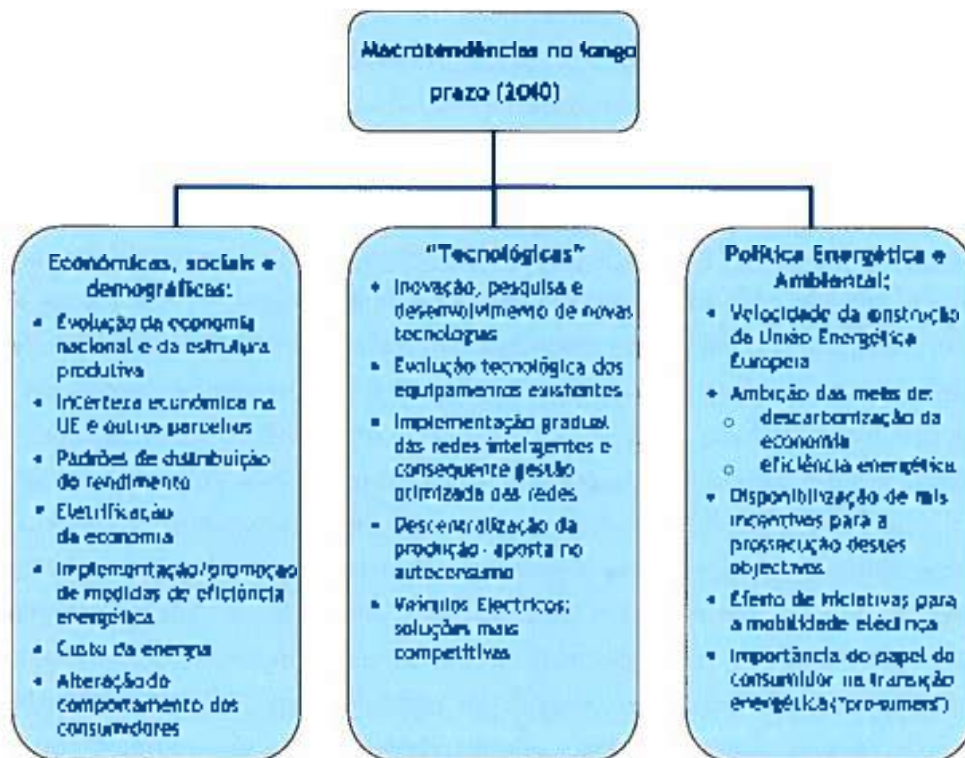 Macrotendências no longo
prazo (2040)
Económicas, sociais e
demográficas:
• Evolução da economia
nacional e da estrutura
produtiva
• Incerteza económica na
UE e outros parceiros
• Padrões de distribuição
do rendimento
• Eletrificação
da economia
• Implementação/promoção
de medidas de eficiência
energética
• Custo da energia
• Alteração do
comportamento dos
consumidores
"Tecnológicas"
• Inovação, pesquisa e
desenvolvimento de novas
tecnologias
• Evolução tecnológica dos
equipamentos existentes
• Implementação gradual
das redes inteligentes e
consequente gestão
otimizada das redes
• Descentralização da
produção - aposta no
autoconsumo
• Veículos Electricos:
soluções mais
competitivas
Política Energética e
Ambiental:
• Velocidade da construção
da União Energética
Europeia
• Ambição das metas de:
o descarbonização da
economia
o eficiência energética
• Disponibilização de mais
incentivos para a
prossecução destes
objectivos
• Efeito de iniciativas para
a mobilidade eléctrica
• Importância do papel do
consumidor na transição
energética ("pro-sumers")